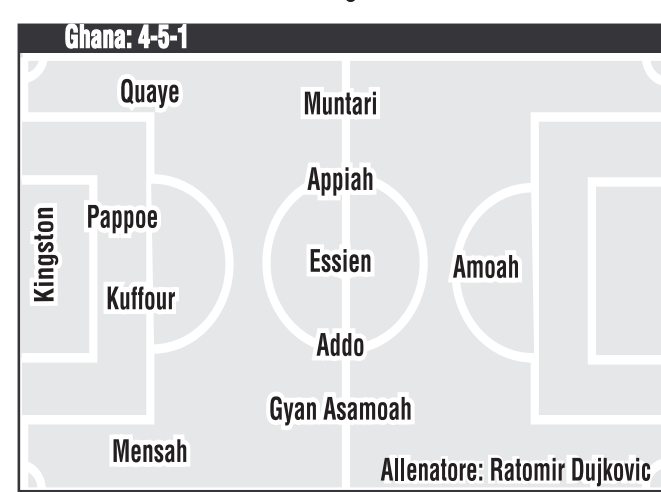 Ghana: 4-5-1
Quaye
Muntari
Appiah
Pappoe
Kingston
Essien
Amoah
Kuffour
Addo
Gyan Asamoah
Mensah
Allenatore: Ratomir Dujkovic